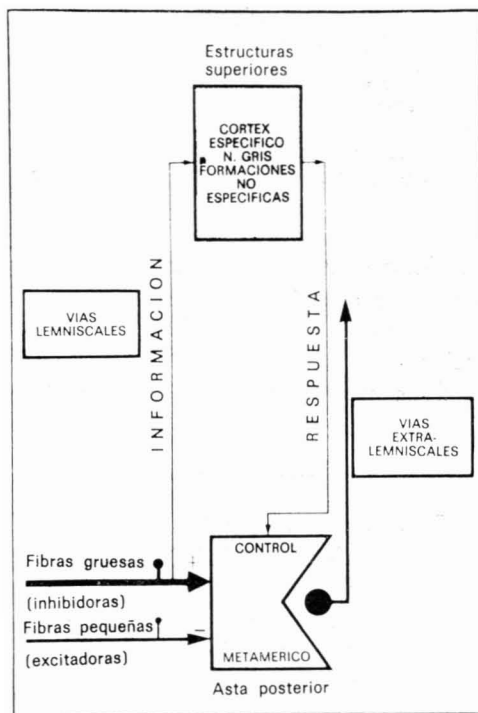 Estructuras
superiores
CORTEX
ESPECIFICO
N. GRIS
FORMACIONES
NO
ESPECIFICAS
VIAS
LEMNISCALES
INFORMACION
RESPUESTA
VIAS
EXTRA-
LEMNISCALES
Fibras gruesas
+
(inhibidoras)
Fibras pequeñas
−
(excitadoras)
CONTROL
METAMERICO
Asta posterior